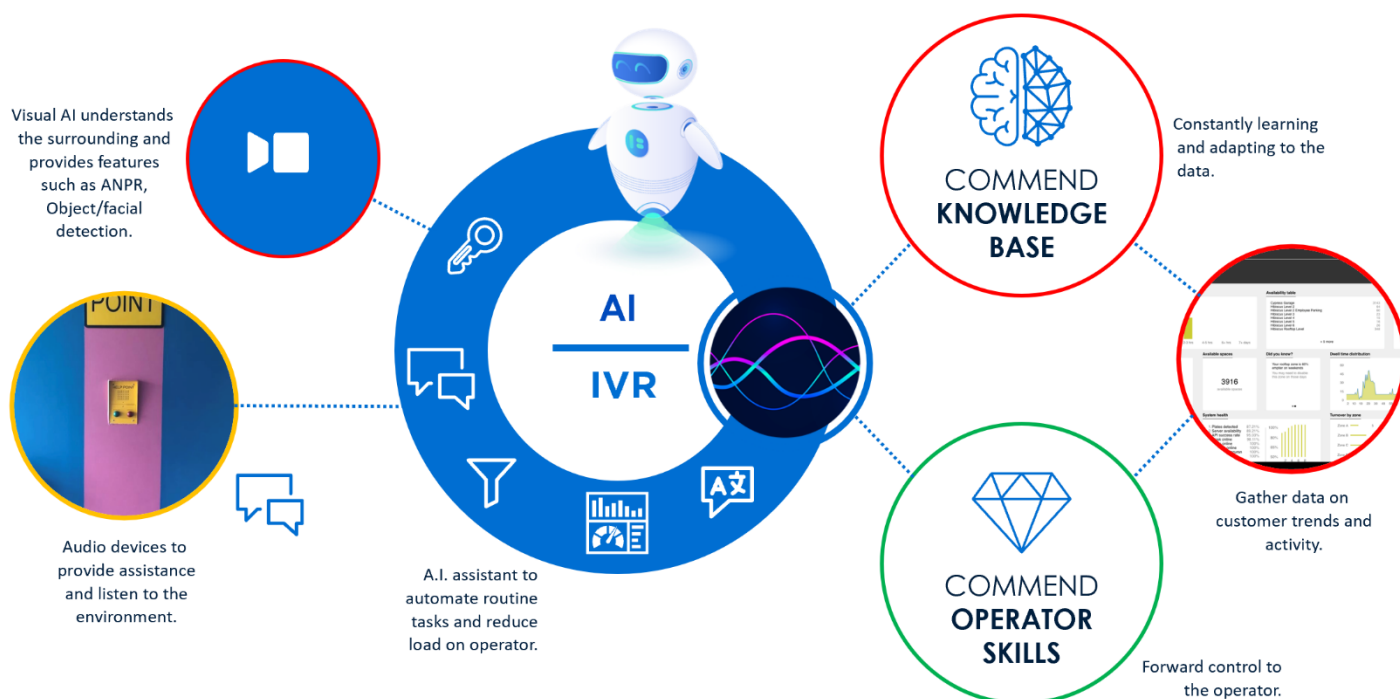 Visual AI understands
the surrounding and
provides features
such as ANPR,
Object/facial
detection.
POINT
Audio devices to
provide assistance
and listen to the
environment.
AI
IVR
A.I. assistant to
automate routine
tasks and reduce
load on operator.
COMMEND
KNOWLEDGE
BASE
Constantly learning
and adapting to the
data.
Availability table
Available spaces
3916
Did you know?
Dwell time distribution
System health
Turnover by zone
Gather data on
customer trends and
activity.
COMMEND
OPERATOR
SKILLS
Forward control to
the operator.